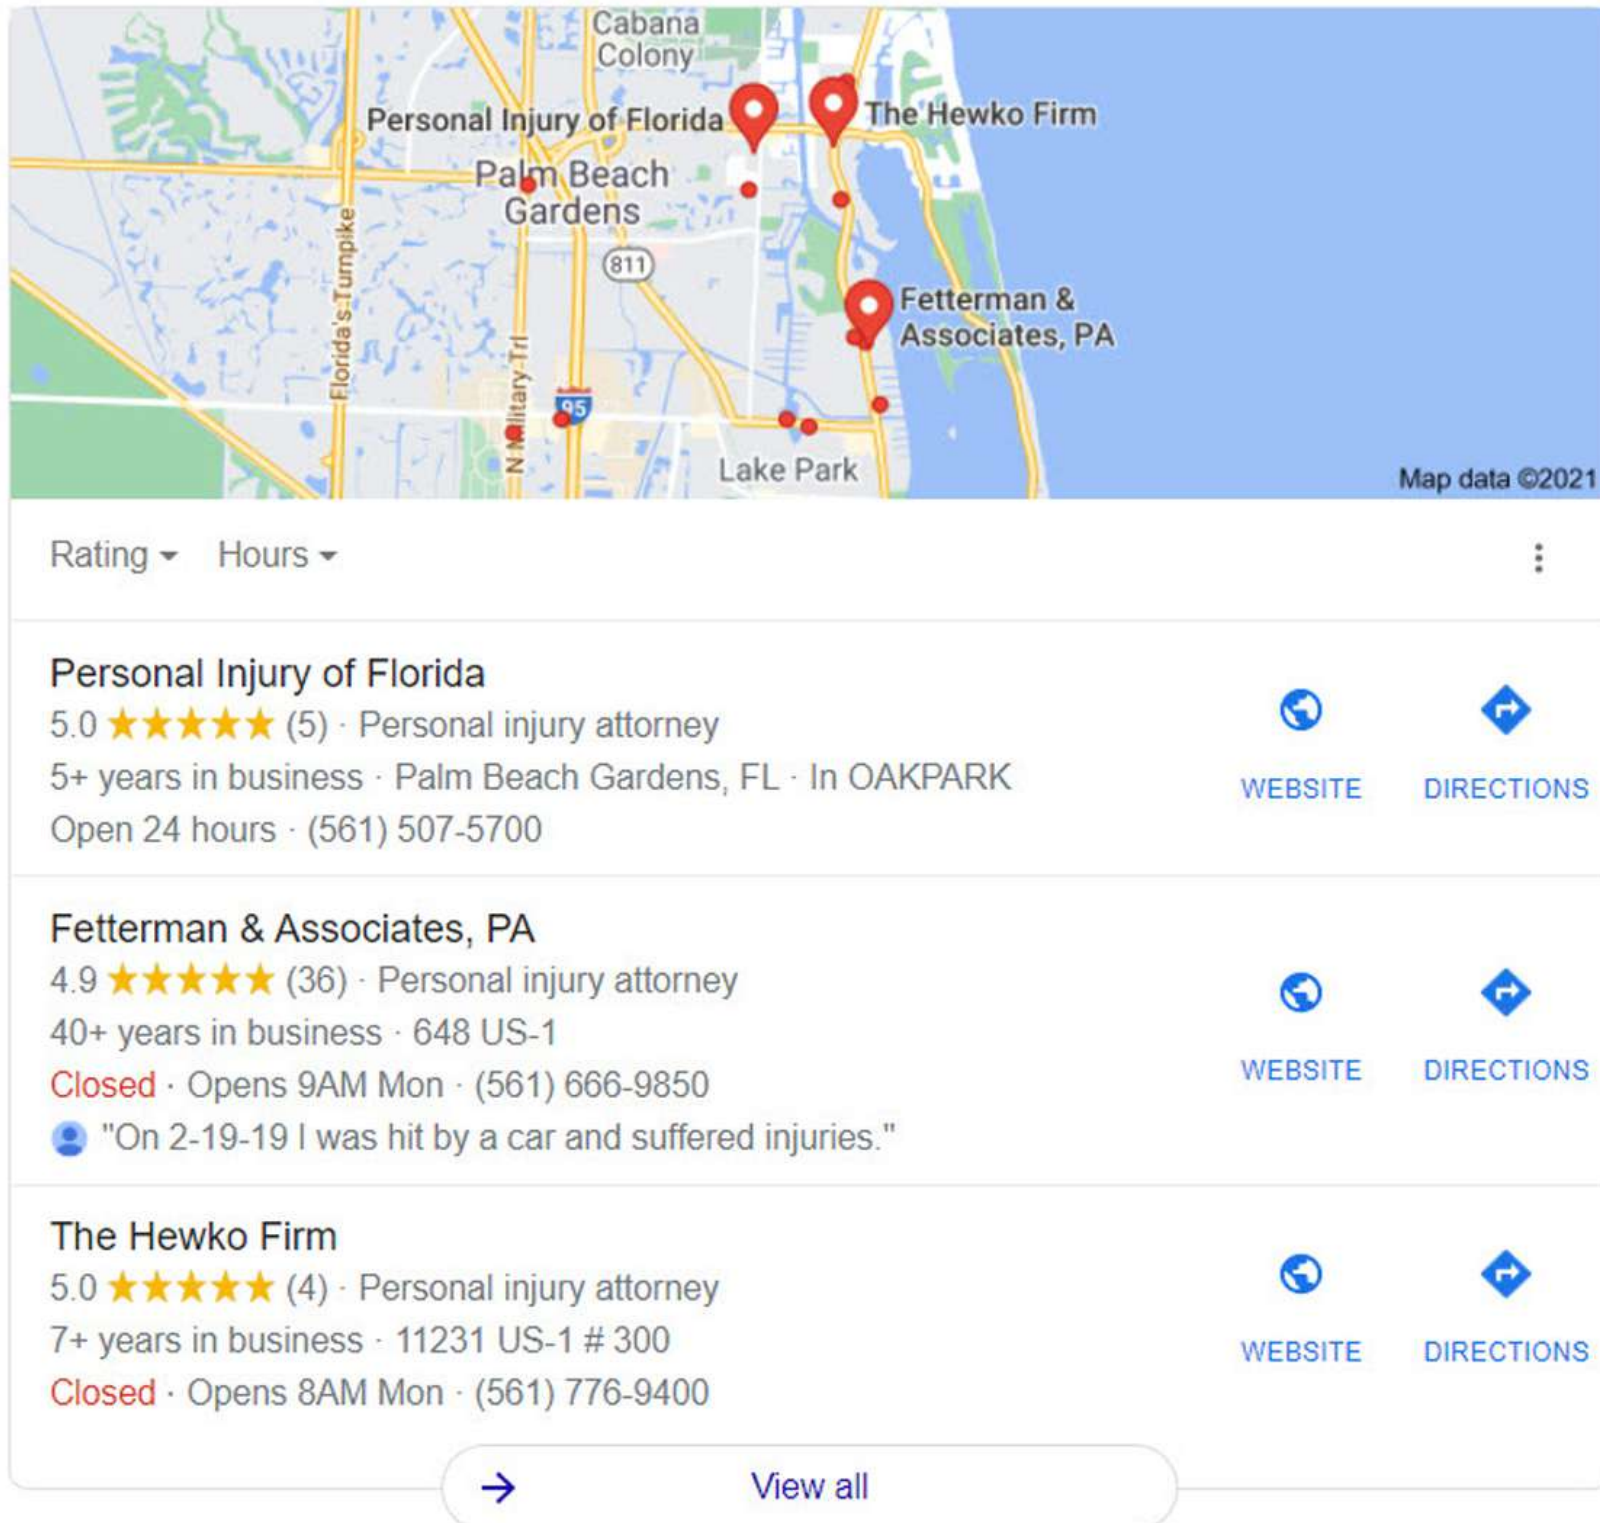 Cabana
Colony
Personal Injury of Florida
The Hewko Firm
Palm Beach
Gardens
811
Florida's Turnpike
Fetterman &
Associates, PA
N Military Trl
95
Lake Park
Map data ©2021
Rating Hours
Personal Injury of Florida
5.0 ★★★★★ (5) · Personal injury attorney
5+ years in business · Palm Beach Gardens, FL · In OAKPARK
Open 24 hours · (561) 507-5700
WEBSITE DIRECTIONS
Fetterman & Associates, PA
4.9 ★★★★★ (36) · Personal injury attorney
40+ years in business · 648 US-1
Closed · Opens 9AM Mon · (561) 666-9850
"On 2-19-19 I was hit by a car and suffered injuries."
WEBSITE DIRECTIONS
The Hewko Firm
5.0 ★★★★★ (4) · Personal injury attorney
7+ years in business · 11231 US-1 # 300
Closed · Opens 8AM Mon · (561) 776-9400
WEBSITE DIRECTIONS
→ View all